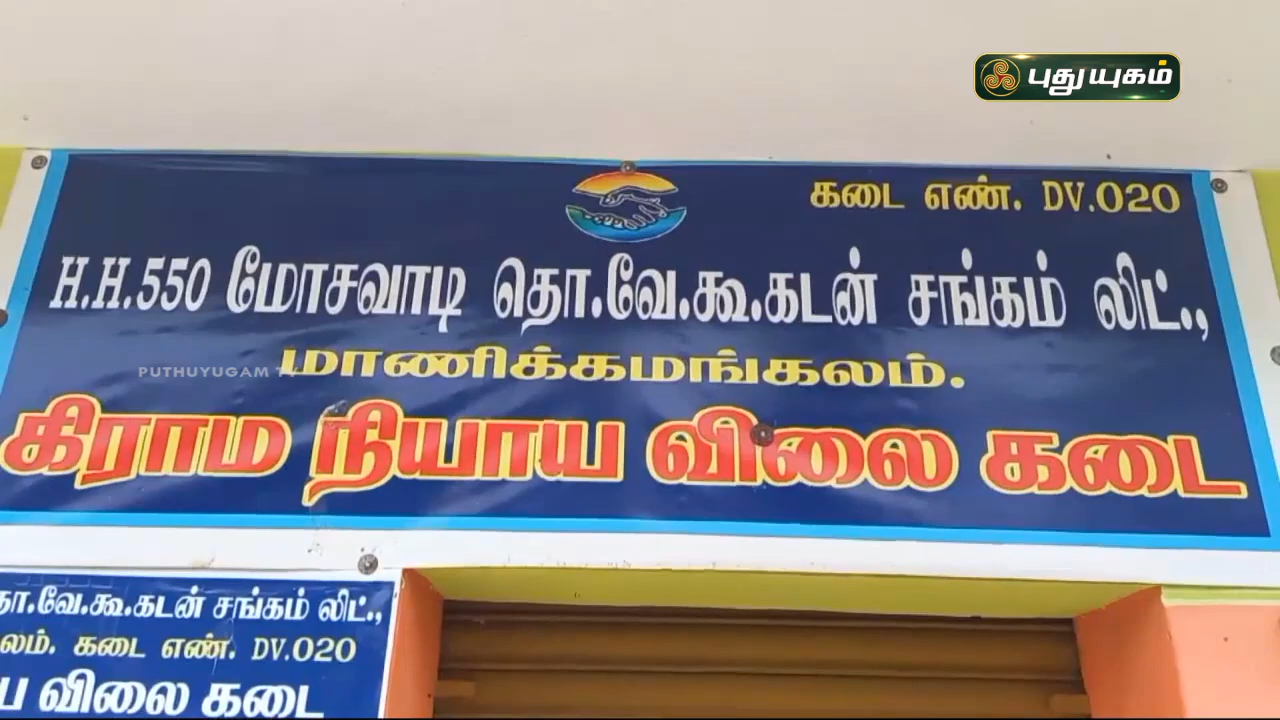 புதுயுகம்
கடை எண். DV.020
H.H.550 மோசவாடி தொ.வே.கூ.கடன் சங்கம் லிட்.,
PUTHUYUGAM TV
மாணிக்கமங்கலம்.
கிராம நியாய விலை கடை
தொ.வே.கூ.கடன் சங்கம் லிட்.,
கடை எண். DV.020
விலை கடை